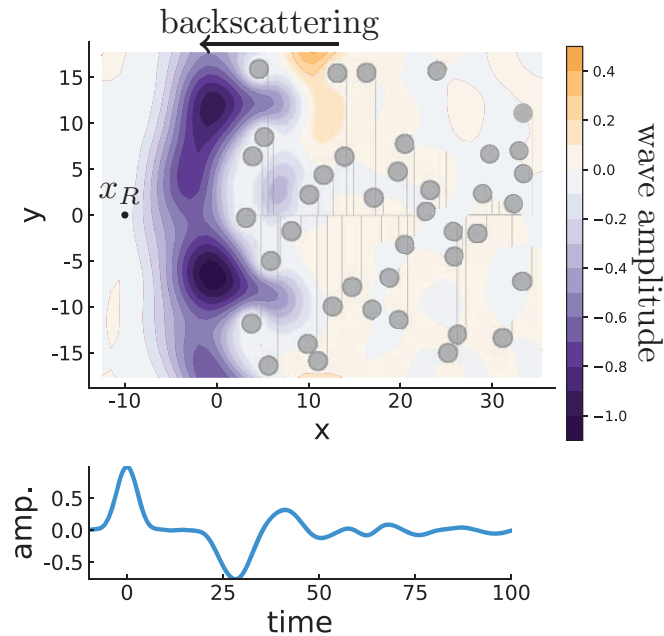 backscattering
15
10
5
0
-5
-10
-15
y
x_R
-10 0 10 20 30
x
0.4
0.2
0.0
−0.2
−0.4
−0.6
−0.8
−1.0
wave amplitude
0.5
0.0
-0.5
amp.
0 25 50 75 100
time